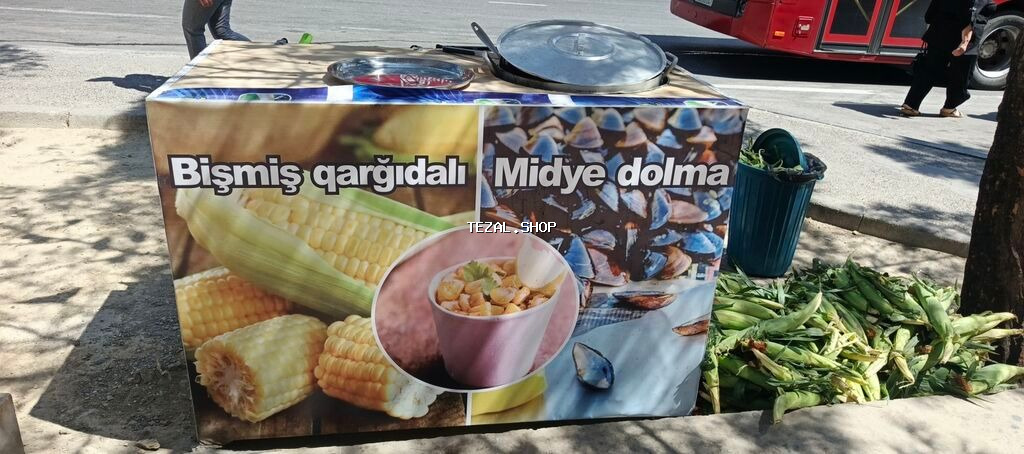 Bişmiş qarğıdalı
Midye dolma
TEZAL.SHOP